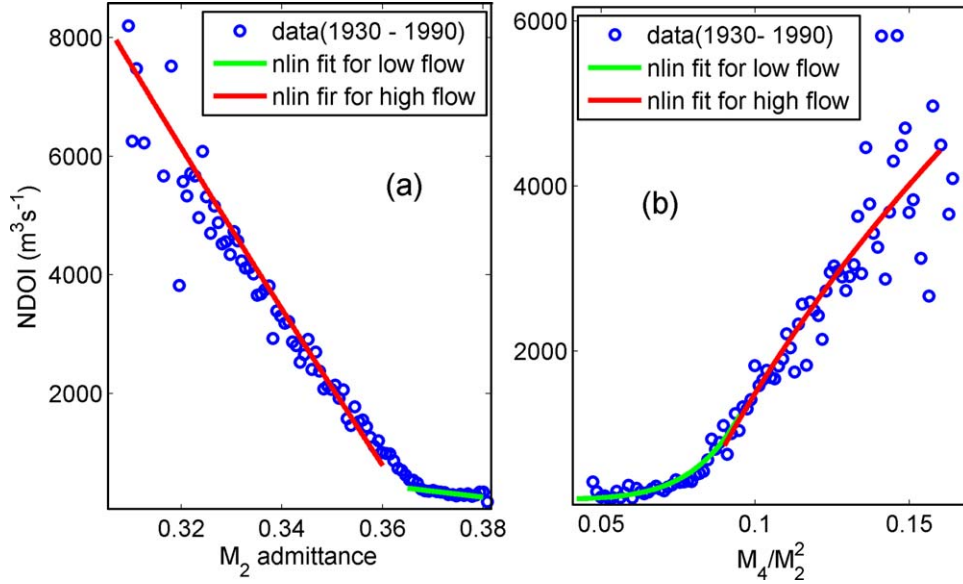 8000
6000
4000
2000
NDOI (m³s⁻¹)
data(1930 - 1990)
nlin fit for low flow
nlin fir for high flow
(a)
0.32 0.34 0.36 0.38
M₂ admittance
6000
4000
2000
data(1930- 1990)
nlin fit for low flow
nlin fit for high flow
(b)
0.05 0.1 0.15
M₄/M₂²